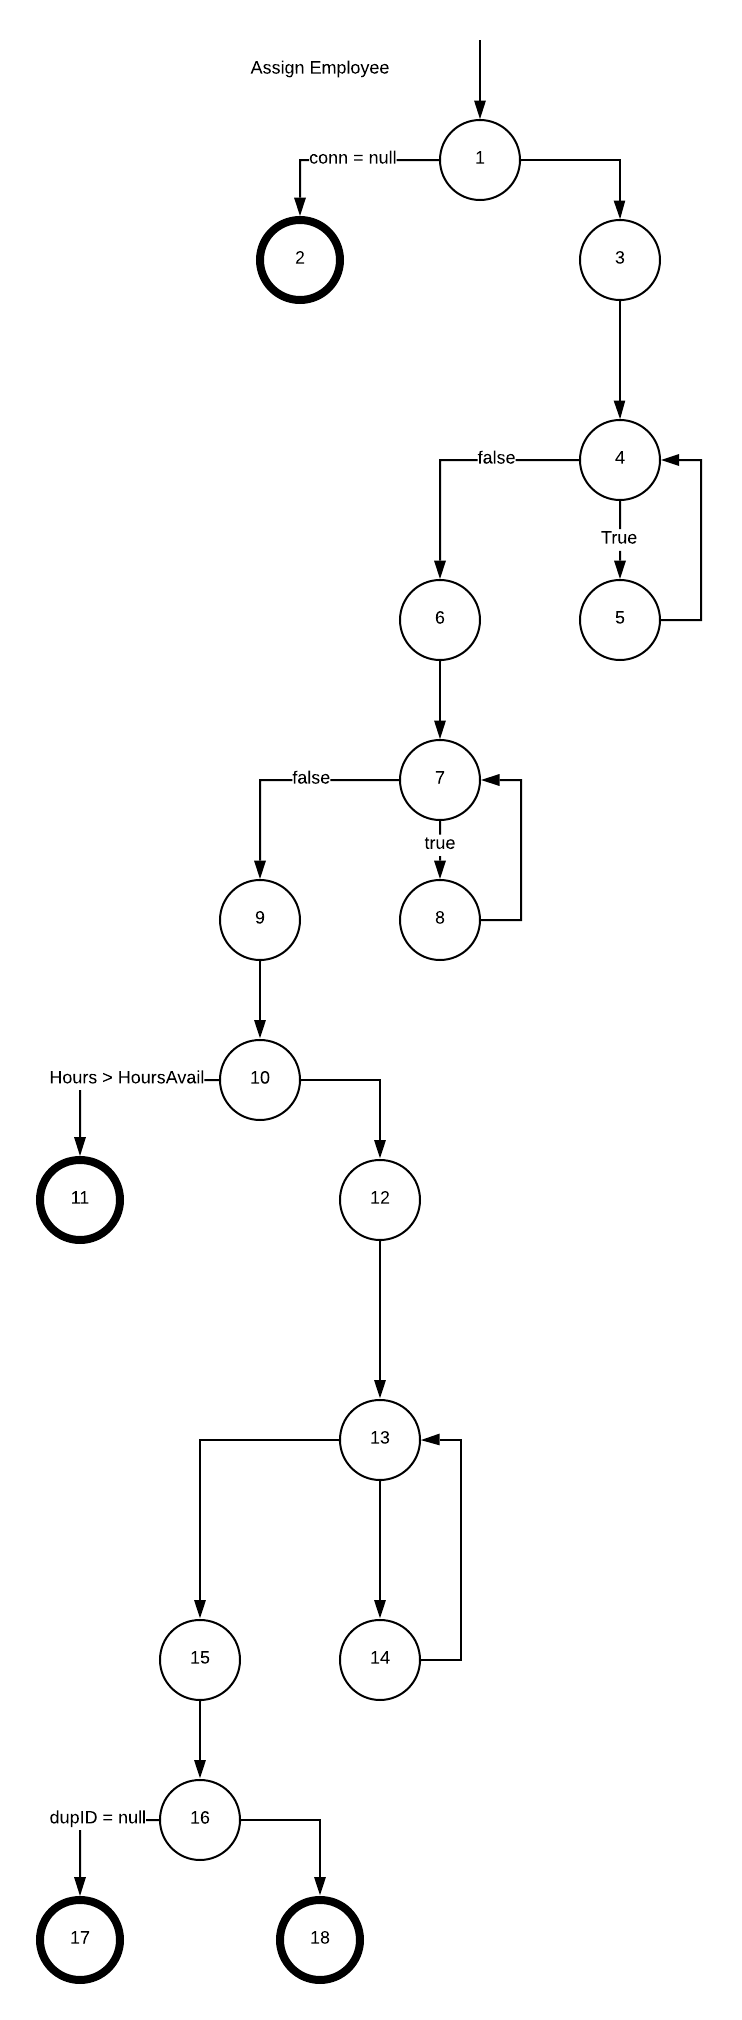 Assign Employee
1
conn = null
2
3
4
false
True
5
6
7
false
true
8
9
10
Hours > HoursAvail
11
12
13
14
15
16
dupID = null
17
18